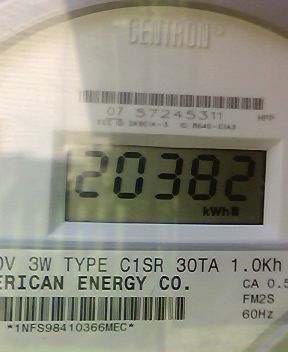 CENTRON®
07 57245311
HPP
20382
kWh
0V 3W TYPE C1SR 30TA 1.0Kh
ERICAN ENERGY CO.
CA 0.5
FM2S
60Hz
*1NFS98410366MEC*